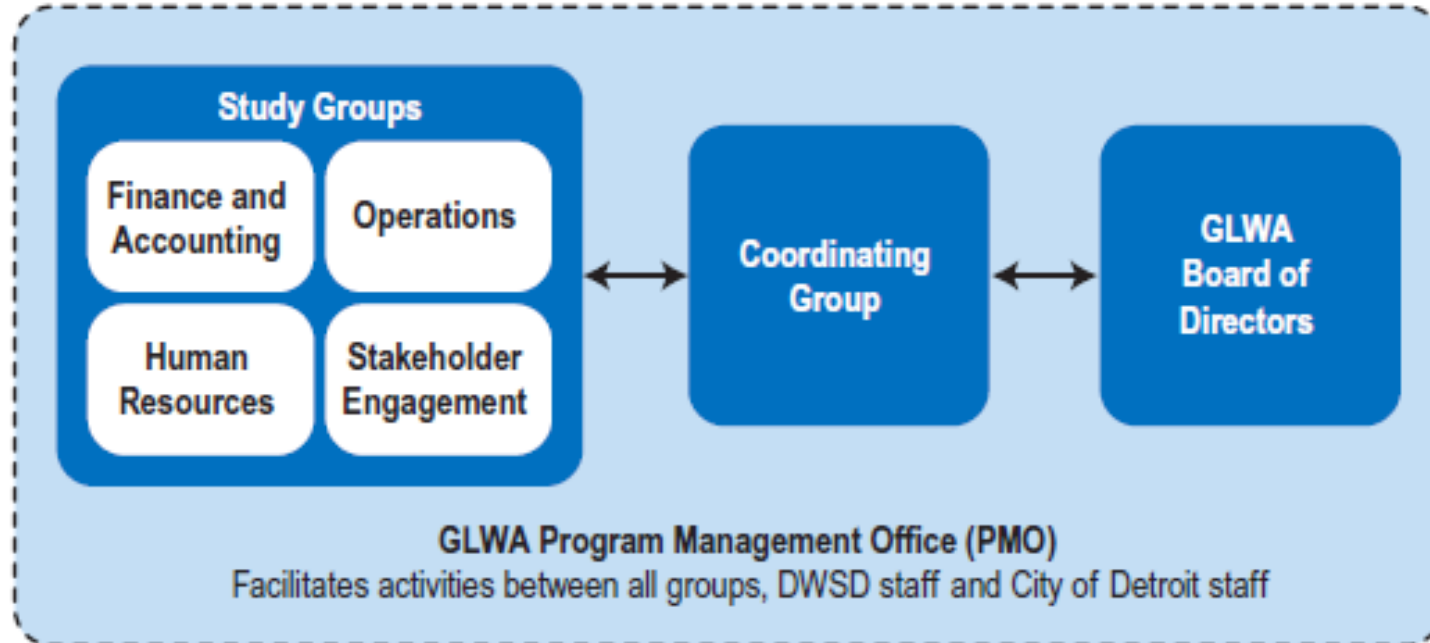 Study Groups
Finance and
Accounting
Operations
Human
Resources
Stakeholder
Engagement
Coordinating
Group
GLWA
Board of
Directors
GLWA Program Management Office (PMO)
Facilitates activities between all groups, DWSD staff and City of Detroit staff